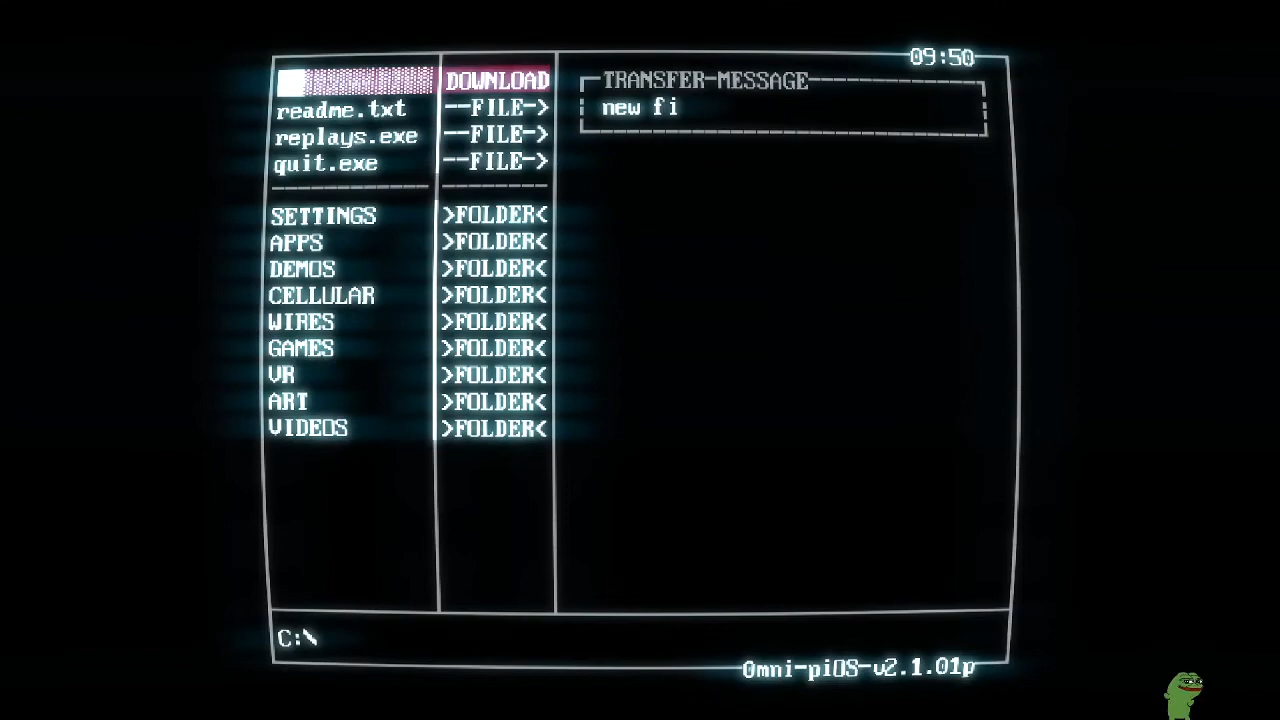 09:50
DOWNLOAD
TRANSFER-MESSAGE
new fi
readme.txt --FILE->
replays.exe --FILE->
quit.exe --FILE->
SETTINGS >FOLDER<
APPS >FOLDER<
DEMOS >FOLDER<
CELLULAR >FOLDER<
WIRES >FOLDER<
GAMES >FOLDER<
VR >FOLDER<
ART >FOLDER<
VIDEOS >FOLDER<
C:\
Omni-piOS-v2.1.01p